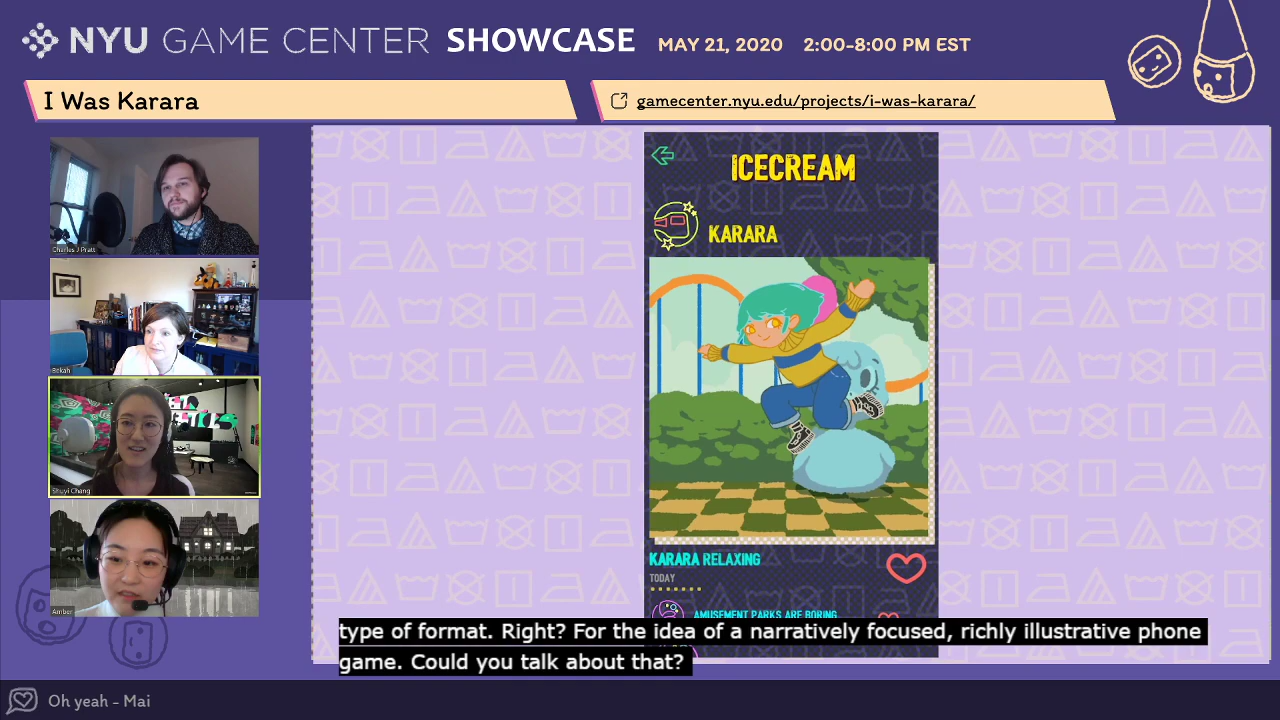 NYU GAME CENTER SHOWCASE MAY 21, 2020 2:00-8:00 PM EST
I Was Karara
gamecenter.nyu.edu/projects/i-was-karara/
Charles J Pratt
Bekah
Shuyi Chang
Amber
ICECREAM
KARARA
KARARA RELAXING
TODAY
AMUSEMENT PARKS ARE BORING
type of format. Right? For the idea of a narratively focused, richly illustrative phone
game. Could you talk about that?
Oh yeah - Mai